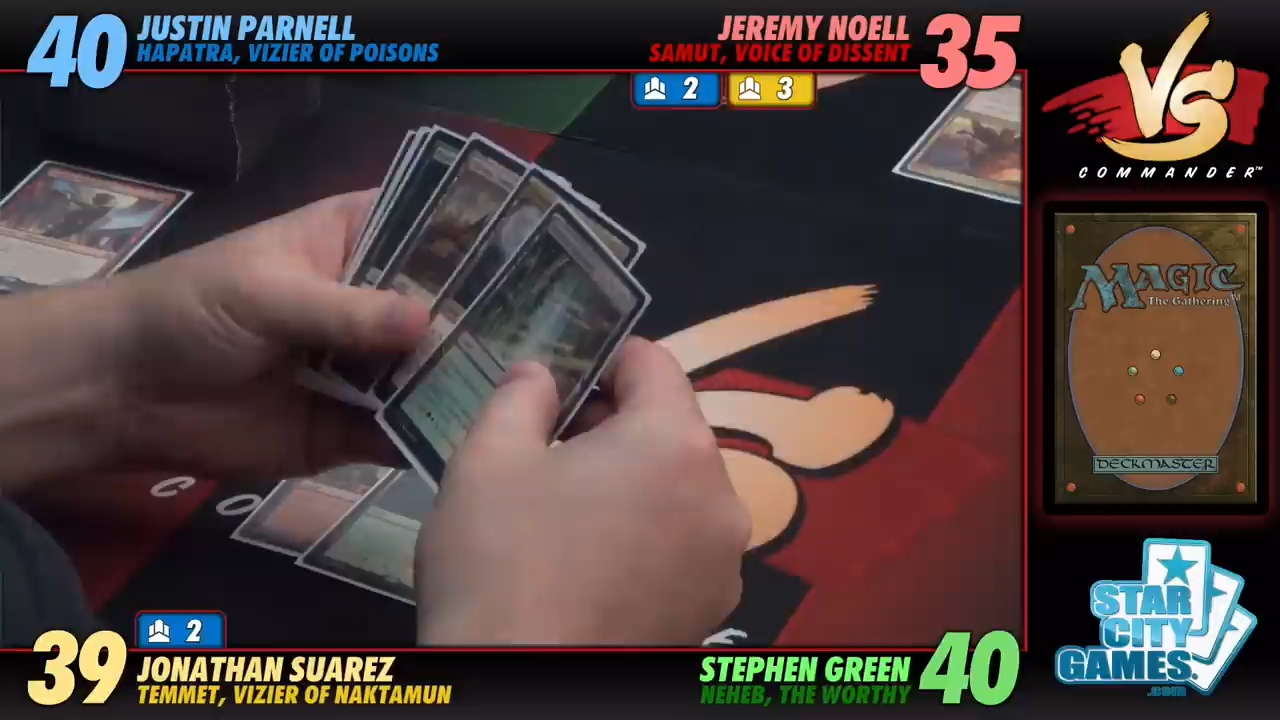 40
JUSTIN PARNELL
HAPATRA, VIZIER OF POISONS
JEREMY NOELL
SAMUT, VOICE OF DISSENT
35
2
3
VS
COMMANDER™
MAGIC
The Gathering
DECKMASTER
C O
2
39
JONATHAN SUAREZ
TEMMET, VIZIER OF NAKTAMUN
STEPHEN GREEN
NEHEB, THE WORTHY
40
STAR
CITY
GAMES
.com